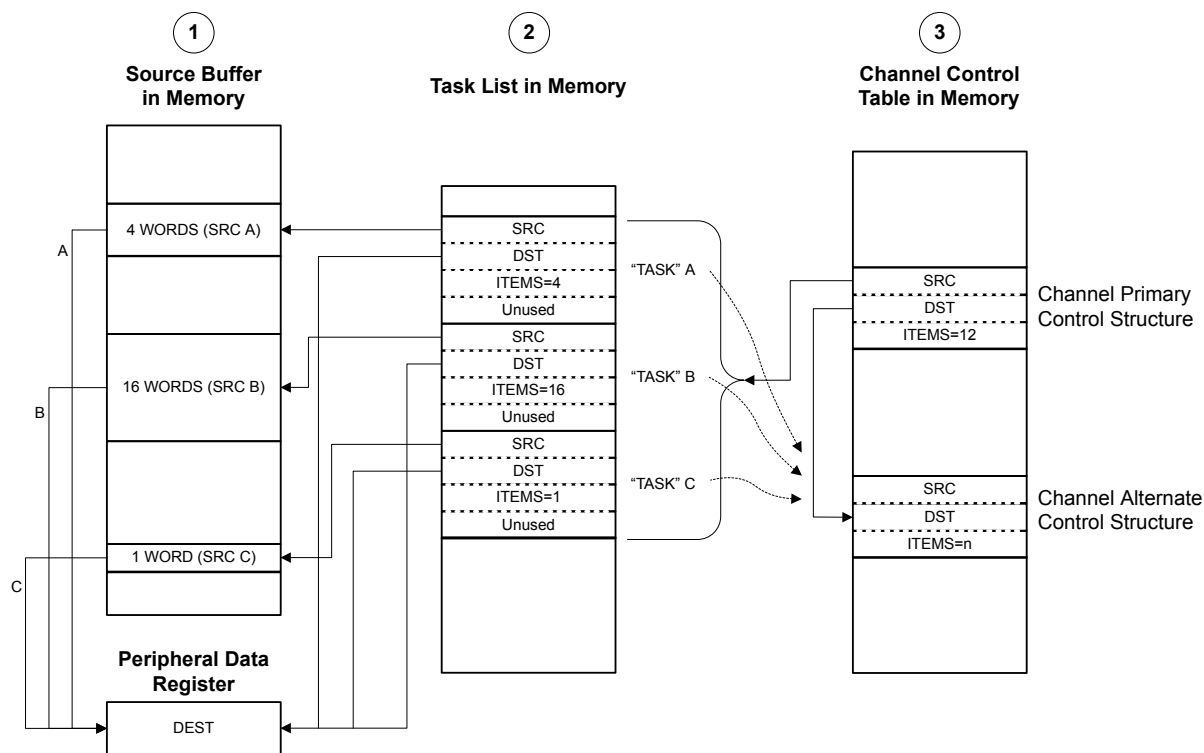 1
2
3
Source Buffer
in Memory
Task List in Memory
Channel Control
Table in Memory
4 WORDS (SRC A)
16 WORDS (SRC B)
1 WORD (SRC C)
A
B
C
Peripheral Data
Register
DEST
SRC
DST
ITEMS=4
Unused
SRC
DST
ITEMS=16
Unused
SRC
DST
ITEMS=1
Unused
“TASK” A
“TASK” B
“TASK” C
SRC
DST
ITEMS=12
Channel Primary
Control Structure
SRC
DST
ITEMS=n
Channel Alternate
Control Structure